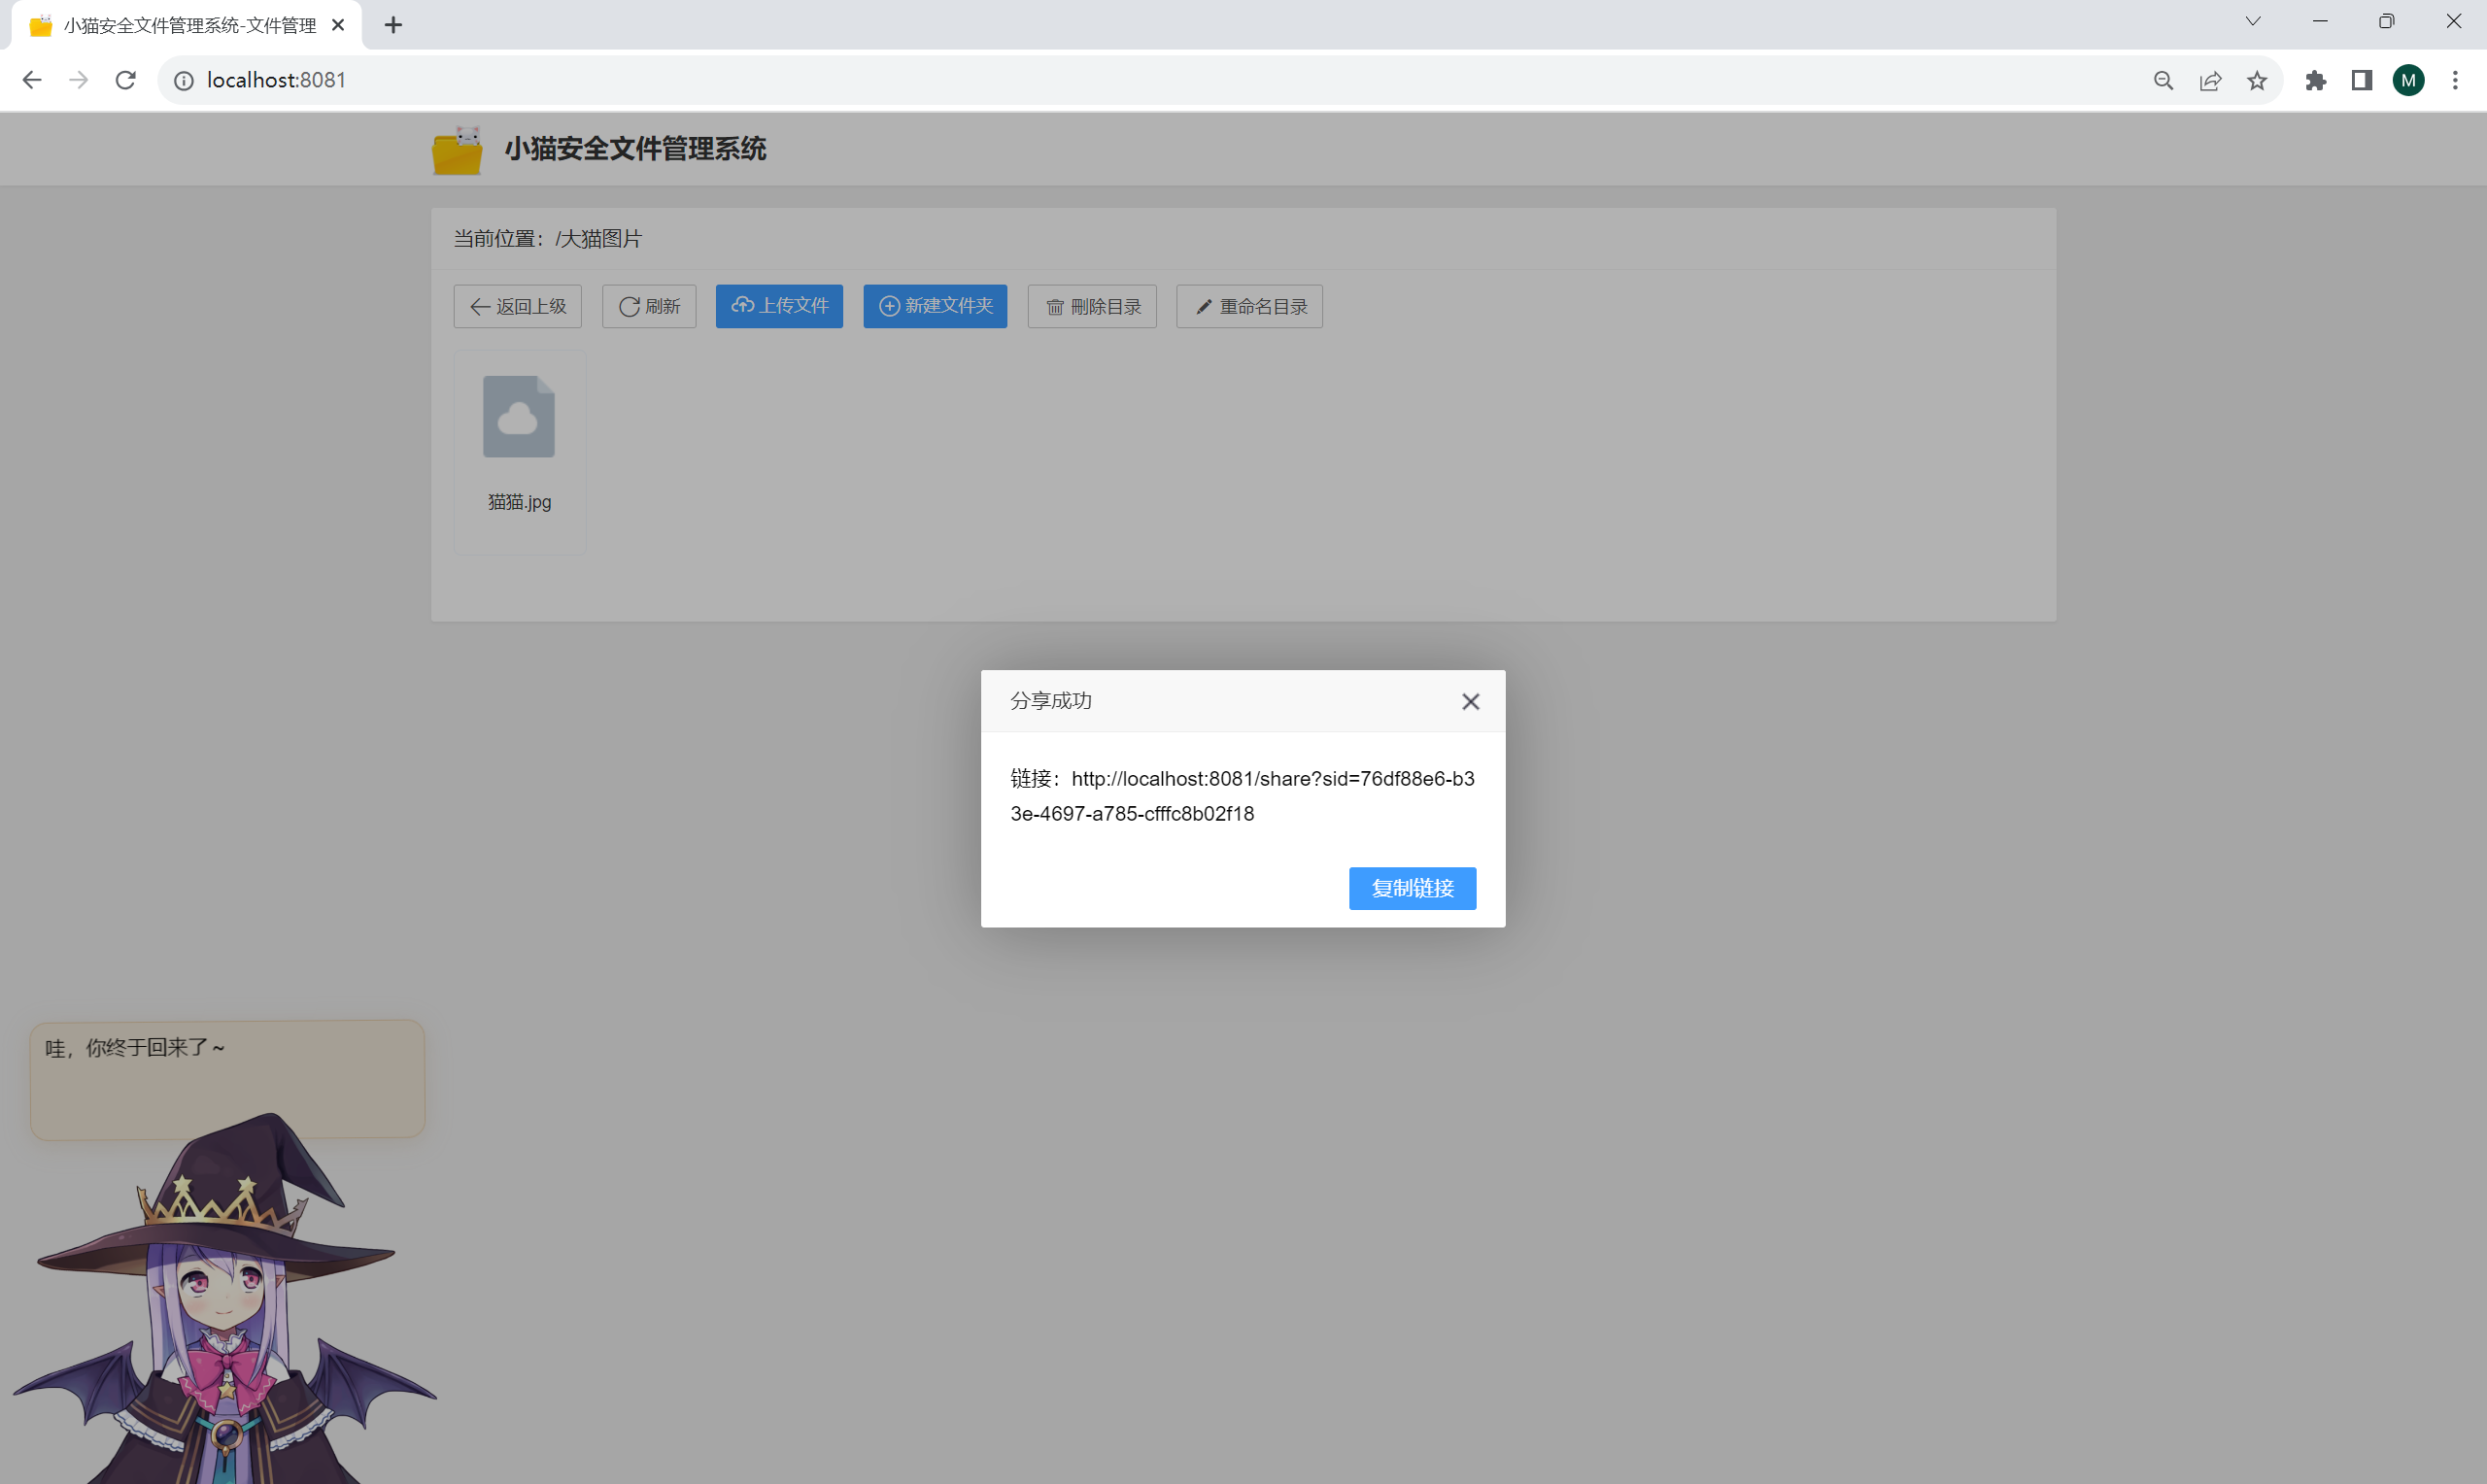 小猫安全文件管理系统-文件管理
localhost:8081
M
小猫安全文件管理系统
当前位置：/大猫图片
返回上级
刷新
上传文件
新建文件夹
删除目录
重命名目录
猫猫.jpg
分享成功
链接：http://localhost:8081/share?sid=76df88e6-b3
3e-4697-a785-cfffc8b02f18
复制链接
哇，你终于回来了～